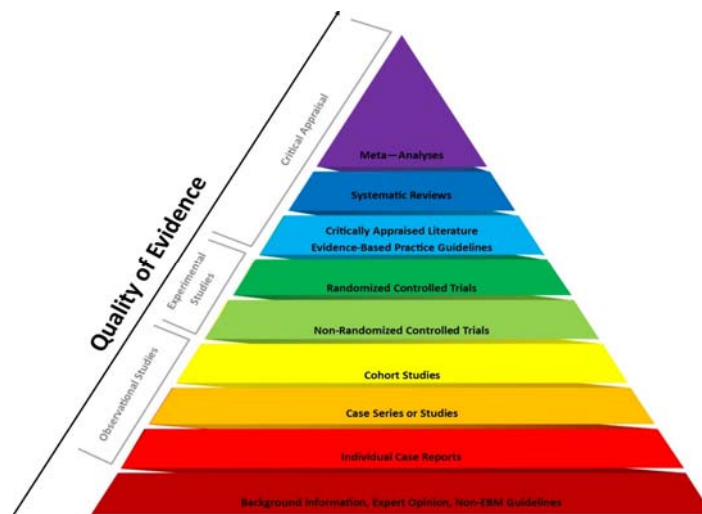 Quality of Evidence
Critical Appraisal
Experimental
Studies
Observational Studies
Meta—Analyses
Systematic Reviews
Critically Appraised Literature
Evidence-Based Practice Guidelines
Randomized Controlled Trials
Non-Randomized Controlled Trials
Cohort Studies
Case Series or Studies
Individual Case Reports
Background Information, Expert Opinion, Non-EBM Guidelines